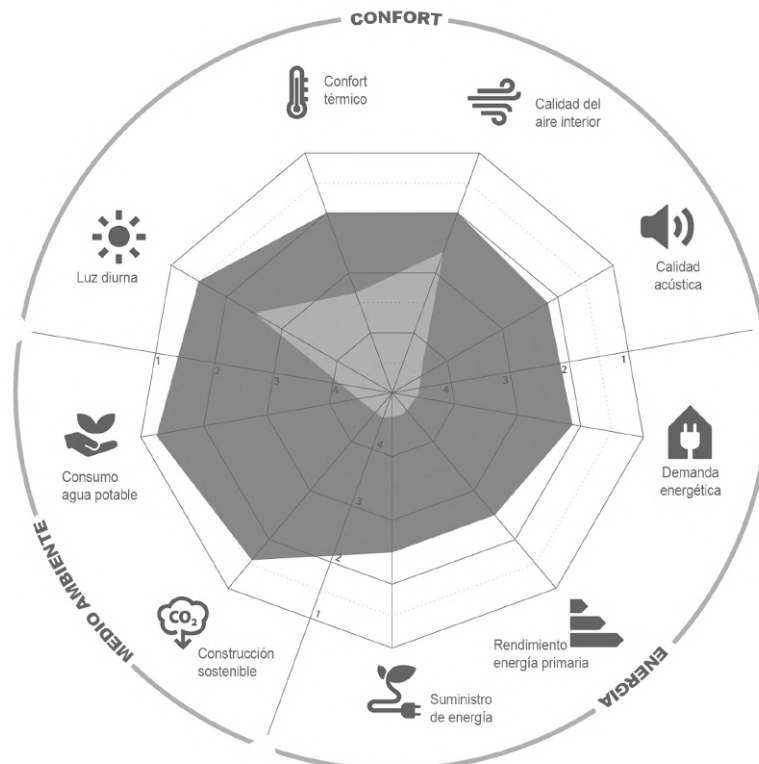 CONFORT
Confort
térmico
Calidad del
aire interior
Luz diurna
Calidad
acústica
1
2
3
4
4
3
2
1
Consumo
agua potable
Demanda
energética
4
3
2
1
MEDIO AMBIENTE
CO₂
Construcción
sostenible
Suministro
de energía
Rendimiento
energía primaria
ENERGÍA